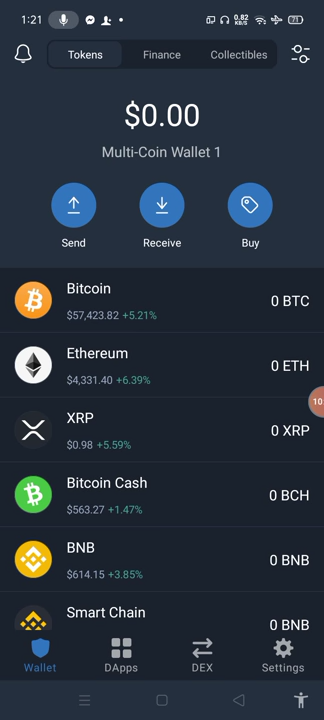 1:21
0.82
KB/S
71
Tokens
Finance
Collectibles
$0.00
Multi-Coin Wallet 1
Send
Receive
Buy
Bitcoin
$57,423.82 +5.21%
0 BTC
Ethereum
$4,331.40 +6.39%
0 ETH
10
XRP
$0.98 +5.59%
0 XRP
Bitcoin Cash
$563.27 +1.47%
0 BCH
BNB
$614.15 +3.85%
0 BNB
Smart Chain
0 BNB
Wallet
DApps
DEX
Settings